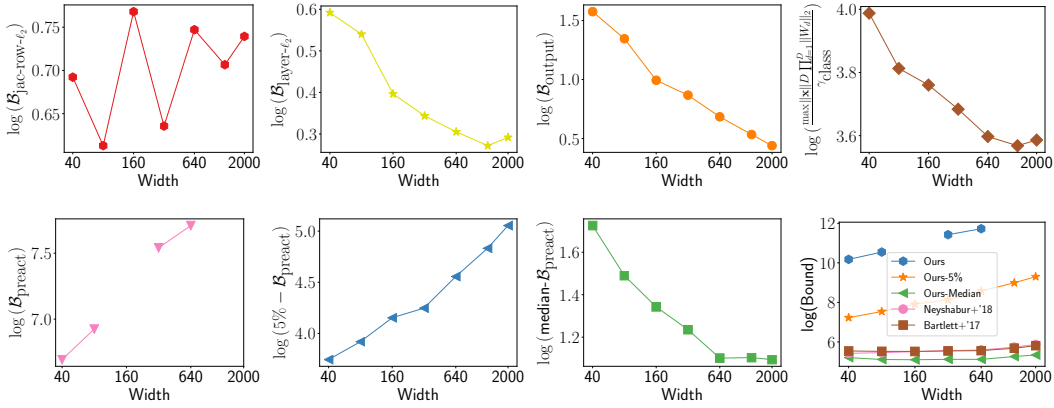 log (B_jac-row-ℓ2)
0.75
0.70
0.65
40 160 640 2000
Width
log (B_layer-ℓ2)
0.6
0.5
0.4
0.3
40 160 640 2000
Width
log (B_output)
1.5
1.0
0.5
40 160 640 2000
Width
log (max ||x|| D ∏_{d=1}^{D} ||W_d||_2 / γ_class)
4.0
3.8
3.6
40 160 640 2000
Width
log (B_preact)
7.5
7.0
40 160 640 2000
Width
log (5% − B_preact)
5.0
4.5
4.0
40 160 640 2000
Width
log (median-B_preact)
1.6
1.4
1.2
40 160 640 2000
Width
log(Bound)
12
10
8
6
Ours
Ours-5%
Ours-Median
Neyshabur+'18
Bartlett+'17
40 160 640 2000
Width